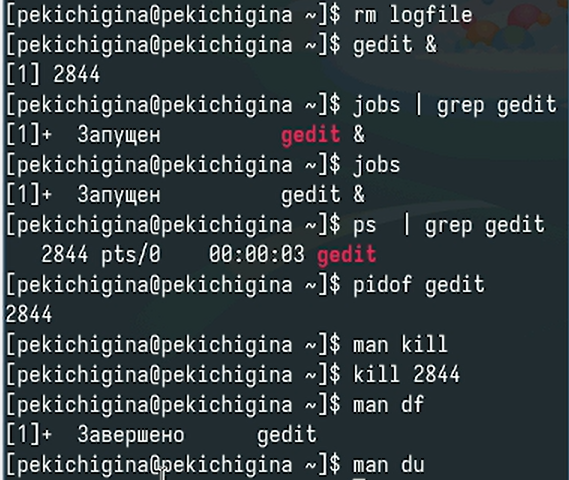 [pekichigina@pekichigina ~]$ rm logfile
[pekichigina@pekichigina ~]$ gedit &
[1] 2844
[pekichigina@pekichigina ~]$ jobs | grep gedit
[1]+  Запущен          gedit &
[pekichigina@pekichigina ~]$ jobs
[1]+  Запущен          gedit &
[pekichigina@pekichigina ~]$ ps  | grep gedit
   2844 pts/0    00:00:03 gedit
[pekichigina@pekichigina ~]$ pidof gedit
2844
[pekichigina@pekichigina ~]$ man kill
[pekichigina@pekichigina ~]$ kill 2844
[pekichigina@pekichigina ~]$ man df
[1]+  Завершено      gedit
[pekichigina@pekichigina ~]$ man du